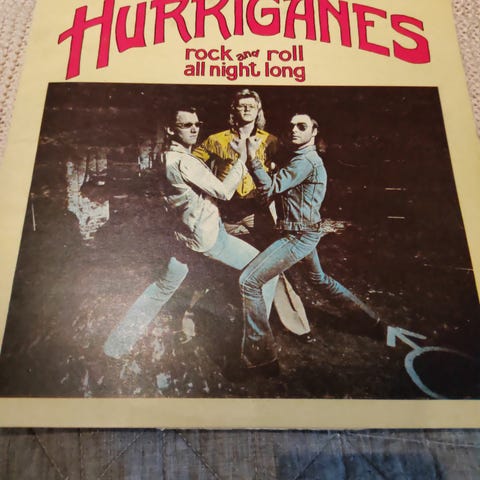 HURRIGANES
rock and roll
all night long